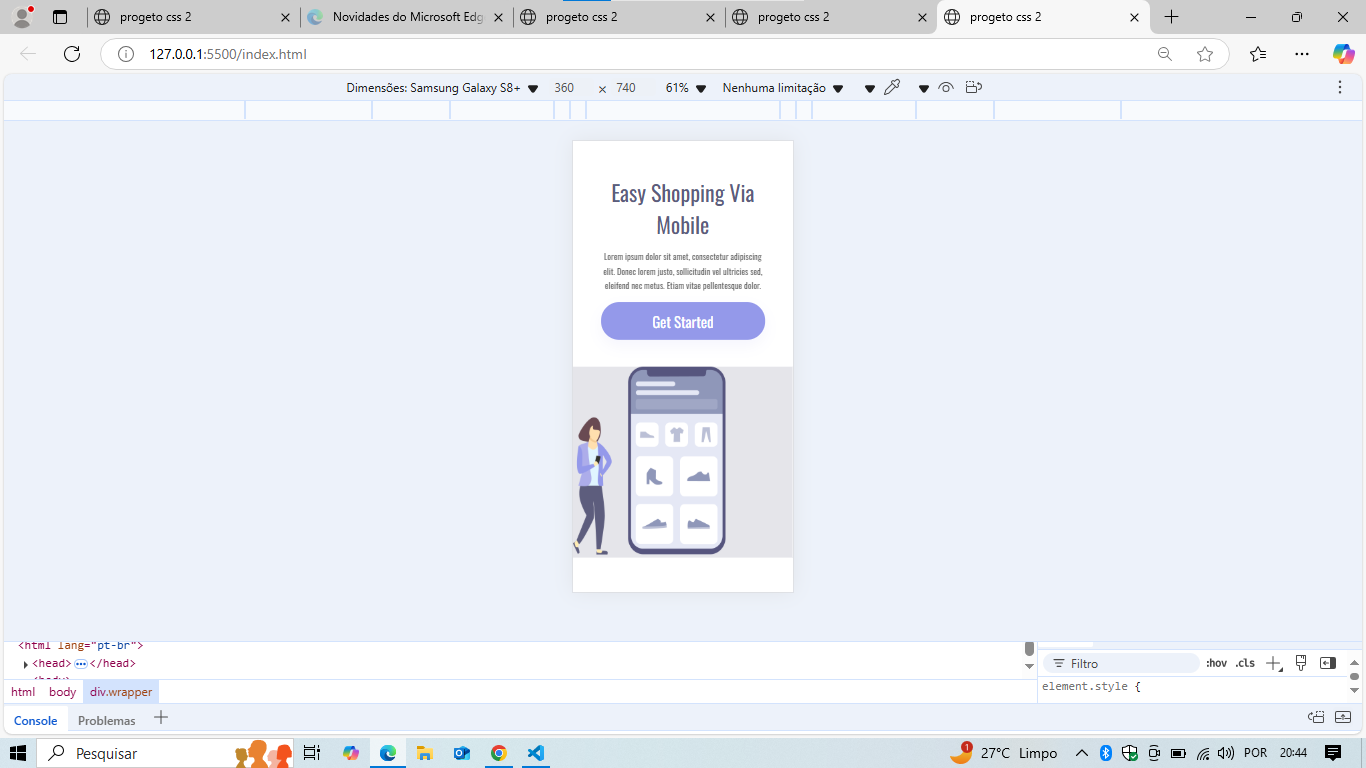 progeto css 2
Novidades do Microsoft Edg
progeto css 2
progeto css 2
progeto css 2
127.0.0.1:5500/index.html
Dimensões: Samsung Galaxy S8+ 360 × 740 61% Nenhuma limitação
Easy Shopping Via
Mobile
Lorem ipsum dolor sit amet, consectetur adipiscing
elit. Donec lorem justo, sollicitudin vel ultricies sed,
eleifend nec metus. Etiam vitae pellentesque dolor.
Get Started
<html lang="pt-br">
<head> </head>
Filtro
:hov .cls
element.style {
html body div.wrapper
Console Problemas
Pesquisar
1
27°C Limpo
POR 20:44